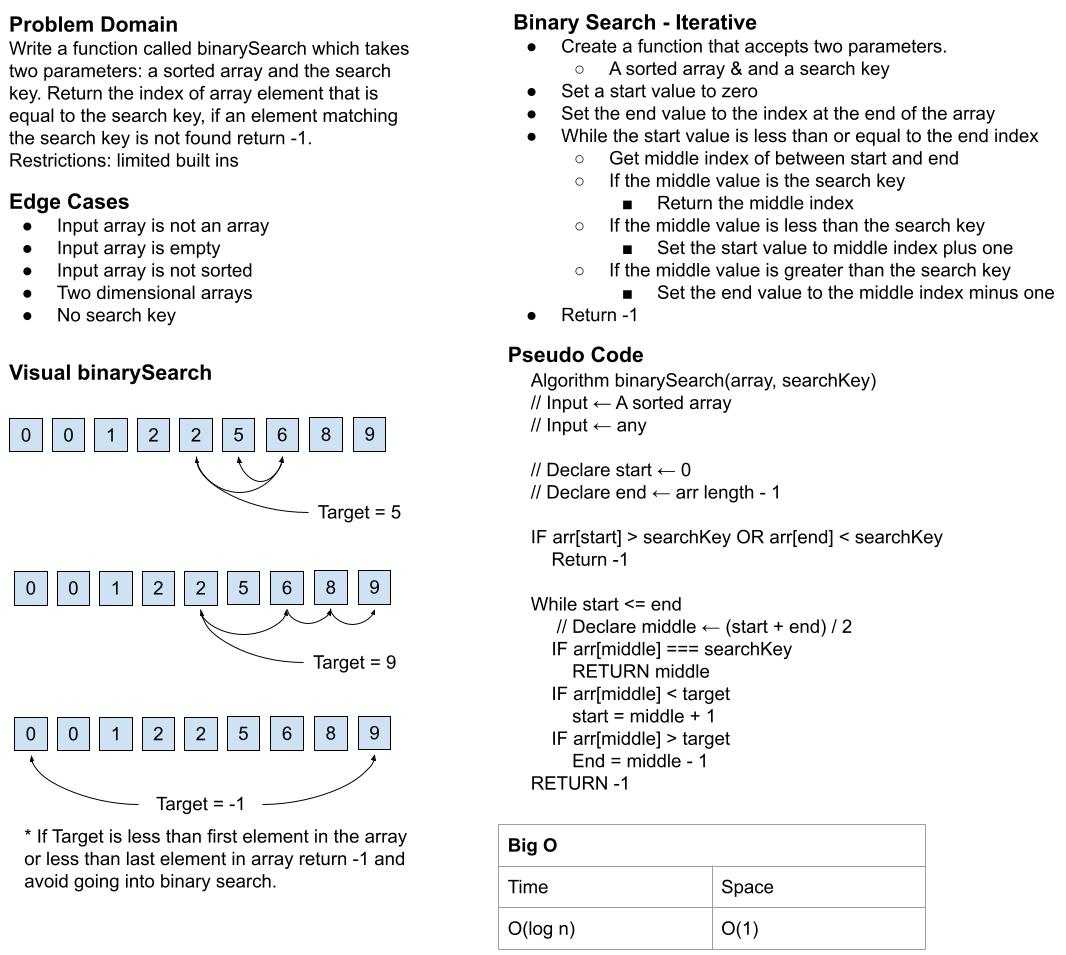 Problem Domain
Write a function called binarySearch which takes
two parameters: a sorted array and the search
key. Return the index of array element that is
equal to the search key, if an element matching
the search key is not found return -1.
Restrictions: limited built ins
Edge Cases
● Input array is not an array
● Input array is empty
● Input array is not sorted
● Two dimensional arrays
● No search key
Visual binarySearch
0 0 1 2 2 5 6 8 9
Target = 5
0 0 1 2 2 5 6 8 9
Target = 9
0 0 1 2 2 5 6 8 9
Target = -1
* If Target is less than first element in the array
or less than last element in array return -1 and
avoid going into binary search.
Binary Search - Iterative
● Create a function that accepts two parameters.
○ A sorted array & and a search key
● Set a start value to zero
● Set the end value to the index at the end of the array
● While the start value is less than or equal to the end index
○ Get middle index of between start and end
○ If the middle value is the search key
■ Return the middle index
○ If the middle value is less than the search key
■ Set the start value to middle index plus one
○ If the middle value is greater than the search key
■ Set the end value to the middle index minus one
● Return -1
Pseudo Code
Algorithm binarySearch(array, searchKey)
// Input ← A sorted array
// Input ← any
// Declare start ← 0
// Declare end ← arr length - 1
IF arr[start] > searchKey OR arr[end] < searchKey
Return -1
While start <= end
// Declare middle ← (start + end) / 2
IF arr[middle] === searchKey
RETURN middle
IF arr[middle] < target
start = middle + 1
IF arr[middle] > target
End = middle - 1
RETURN -1
Big O
Time Space
O(log n) O(1)